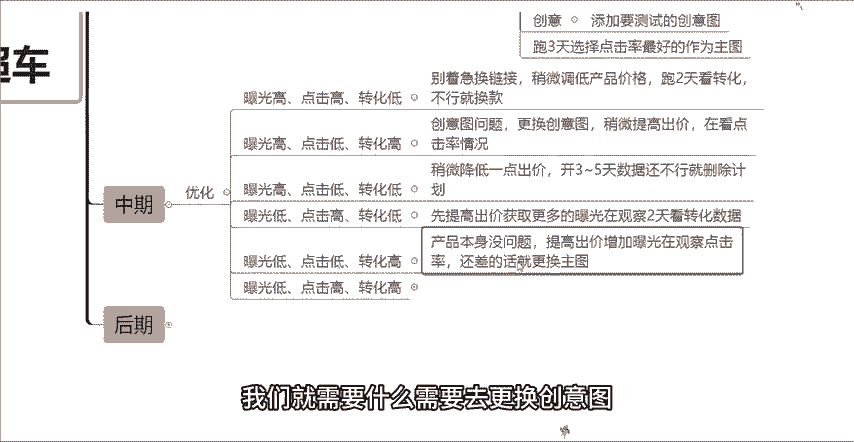 创意 添加要测试的创意图
跑3天选择点击率最好的作为主图
超车
曝光高、点击高、转化低
别着急换链接，稍微调低产品价格，跑2天看转化，
不行就换款
曝光高、点击低、转化高
创意图问题，更换创意图，稍微提高出价，在看点
击率情况
曝光高、点击低、转化低
稍微降低一点出价，开3~5天数据还不行就删除计
划
中期
优化
曝光低、点击高、转化低
先提高出价获取更多的曝光在观察2天看转化数据
曝光低、点击低、转化高
产品本身没问题，提高出价增加曝光在观察点击
率，还差的话就更换主图
曝光低、点击低、转化高
后期
我们就需要什么需要去更换创意图